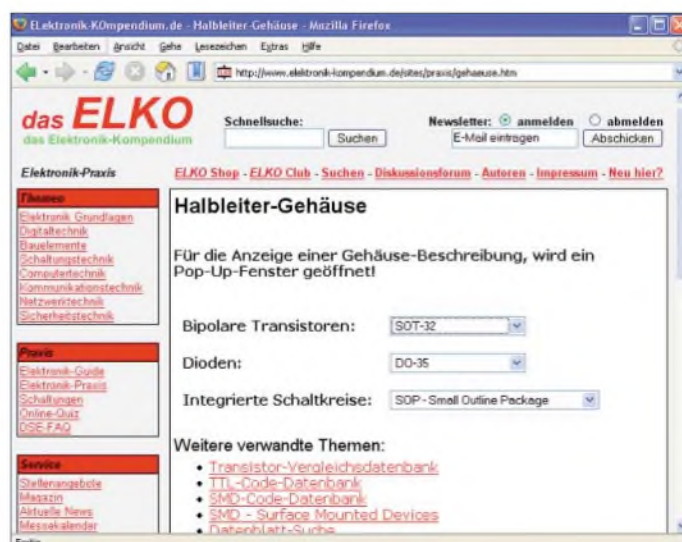 ELektronik-KOmpendium.de - Halbleiter-Gehäuse - Mozilla Firefox
Datei Bearbeiten Ansicht Gehe Lesezeichen Extras Hilfe
http://www.elektronik-kompendium.de/sites/praxis/gehaeuse.htm
das ELKO
das Elektronik-Kompendium
Schnellsuche:
Suchen
Newsletter: anmelden abmelden
E-Mail eintragen Abschicken
Elektronik-Praxis
ELKO Shop - ELKO Club - Suchen - Diskussionsforum - Autoren - Impressum - Neu hier?
Themen
Elektronik Grundlagen
Digitaltechnik
Bauelemente
Schaltungstechnik
Computertechnik
Kommunikationstechnik
Netzwerktechnik
Sicherheitstechnik
Praxis
Elektronik-Guide
Elektronik-Praxis
Schaltungen
Online-Quiz
DSE-FAQ
Service
Stellenangebote
Magazin
Aktuelle News
Messekalender
Halbleiter-Gehäuse
Für die Anzeige einer Gehäuse-Beschreibung, wird ein
Pop-Up-Fenster geöffnet!
Bipolare Transistoren: SOT-32
Dioden: DO-35
Integrierte Schaltkreise: SOP - Small Outline Package
Weitere verwandte Themen:
Transistor-Vergleichsdatenbank
TTL-Code-Datenbank
SMD-Code-Datenbank
SMD - Surface Mounted Devices
Datenblatt-Suche
Fertig